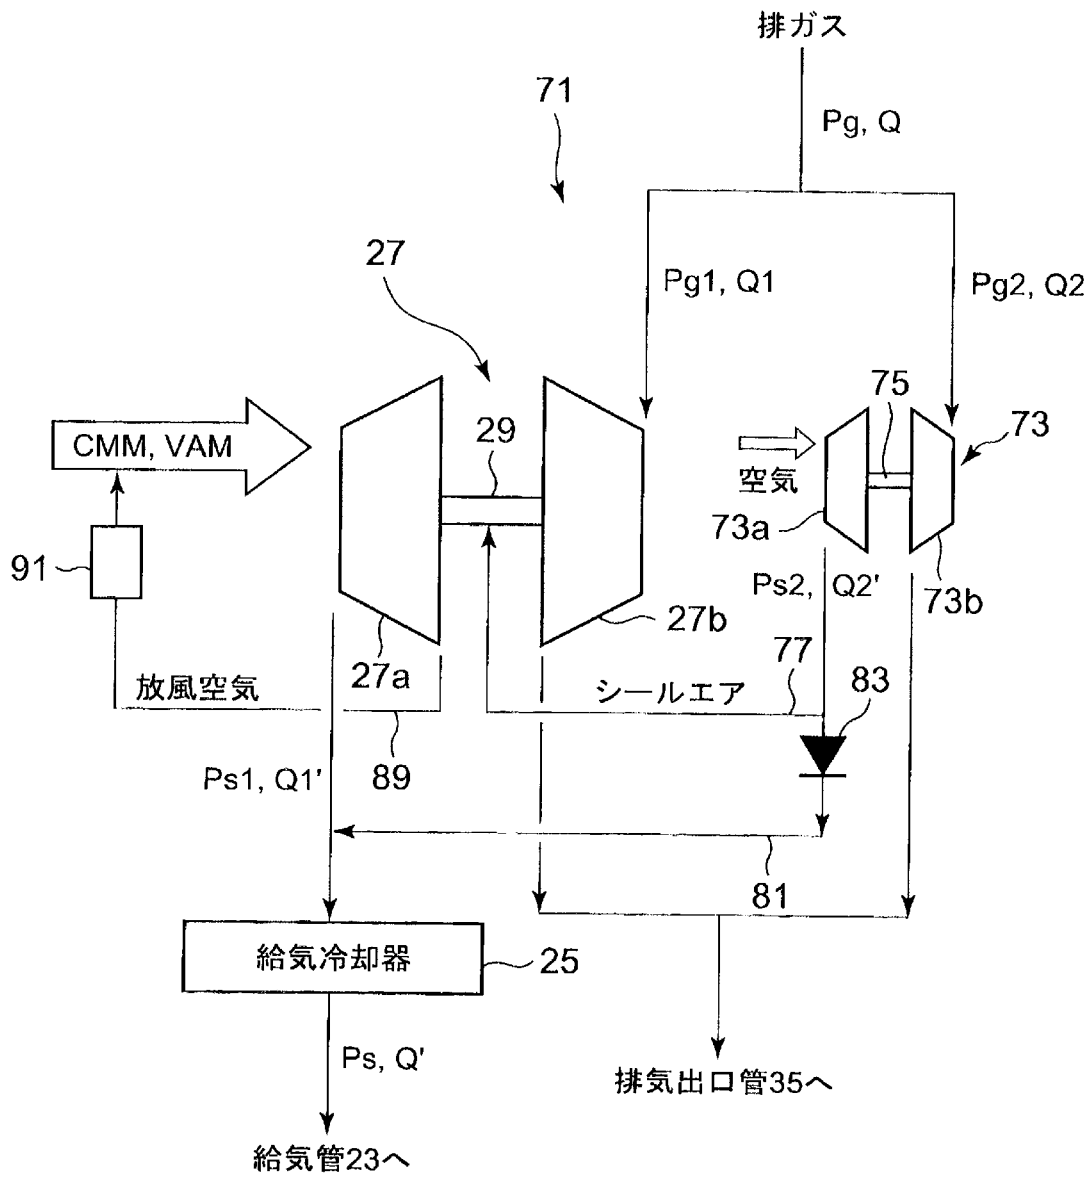 排ガス
71
Pg, Q
27
Pg1, Q1
Pg2, Q2
75
29
CMM, VAM
73
空気
73a
91
Ps2, Q2'
73b
27b
77
27a
放風空気
シールエア
83
Ps1, Q1'
89
81
給気冷却器
25
Ps, Q'
排気出口管35へ
給気管23へ